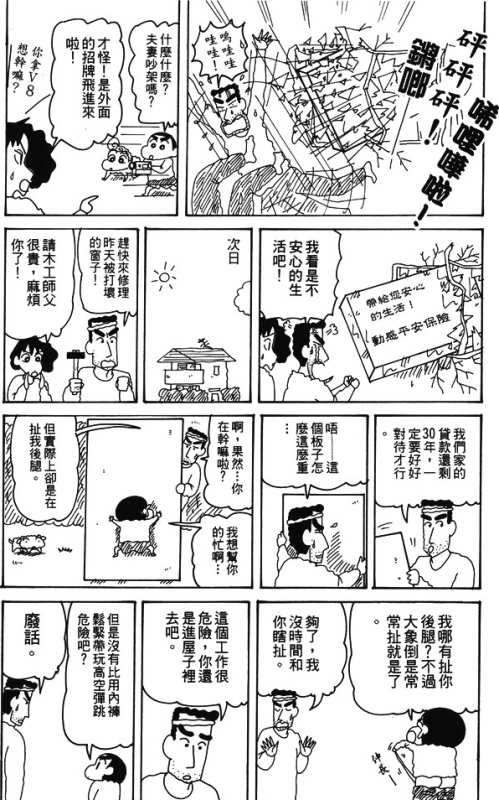 砰砰砰！
唏哩嘩啦！
鏘啷
嗚哇哇
哇哇！
什麼什麼？
夫妻吵架嗎？
才怪！是外面
的招牌飛進來
啦！
你拿V8
想幹嘛？
帶給您安心
的生活！
動感平安保險
我看是不
安心的生
活吧！
次日
趕快來修理
昨天被打壞
的窗子！
請木工師父
很貴，麻煩
你了！
我們家的
貸款還剩
30年，一
定要好好
對待才行
。
唔──這
個板子怎
麼這麼重
…
啊，果然…你
在幹嘛啦？
我想幫你
的忙啊…
但實際
上卻是在
扯我後腿。
我哪有扯你
後腿？不過
大象倒是常
常扯就是了
。
伸長
夠了，我
沒時間和
你瞎扯。
這個工作很
危險，你還
是進屋子裡
去吧。
但是沒有比用內褲
鬆緊帶玩高空彈跳
危險吧？
廢話。